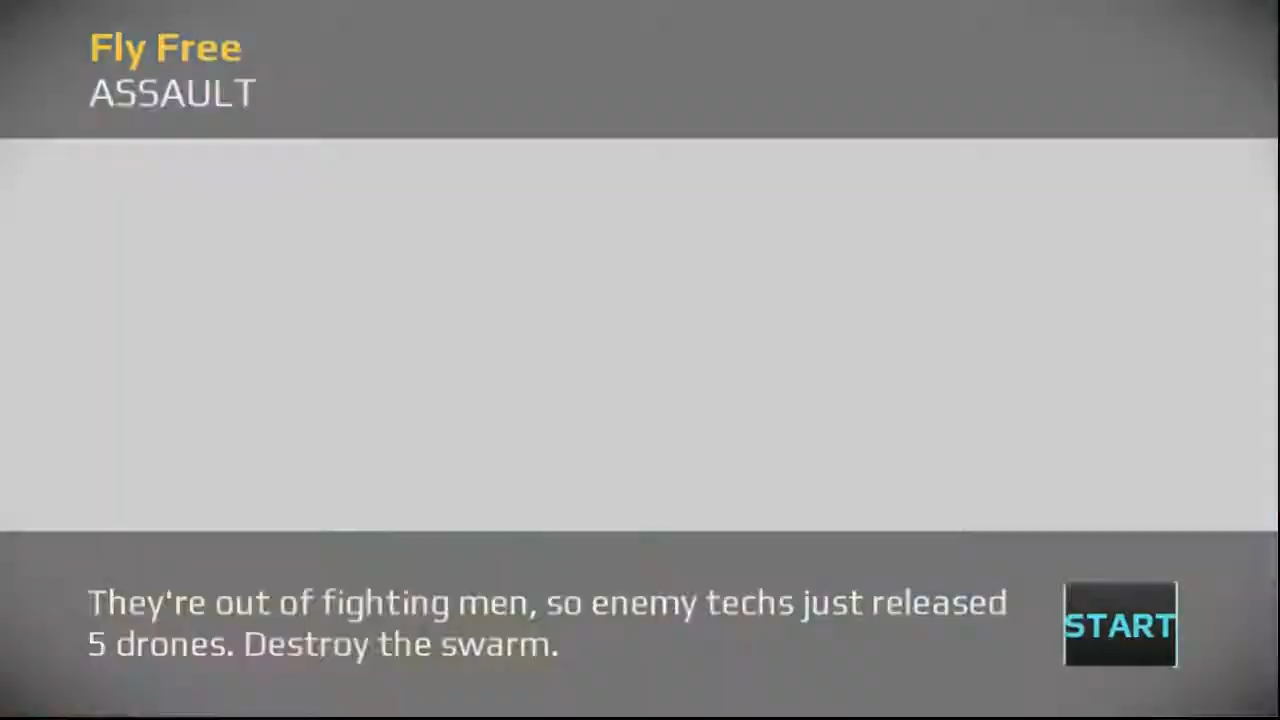 Fly Free
ASSAULT
They're out of fighting men, so enemy techs just released
5 drones. Destroy the swarm.
START